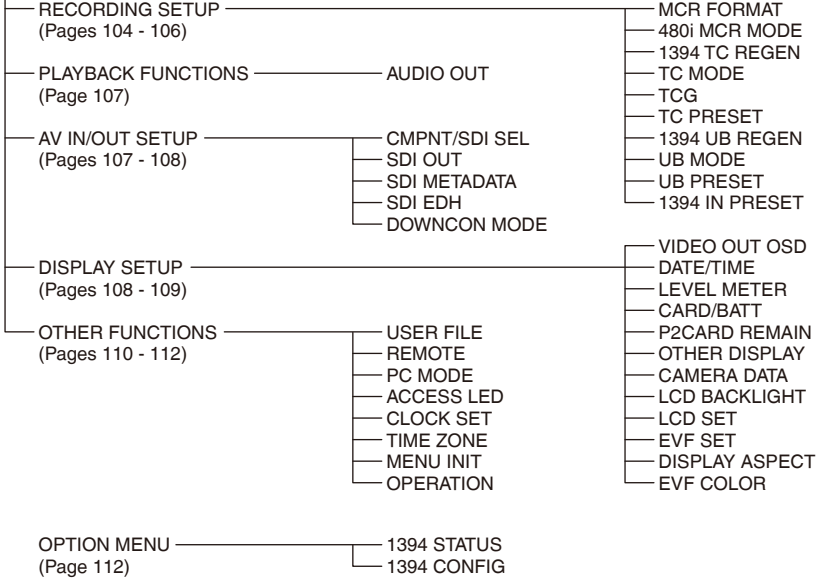 RECORDING SETUP
(Pages 104 - 106)
MCR FORMAT
480i MCR MODE
1394 TC REGEN
TC MODE
TCG
TC PRESET
1394 UB REGEN
UB MODE
UB PRESET
1394 IN PRESET
PLAYBACK FUNCTIONS
(Page 107)
AUDIO OUT
AV IN/OUT SETUP
(Pages 107 - 108)
CMPNT/SDI SEL
SDI OUT
SDI METADATA
SDI EDH
DOWNCON MODE
DISPLAY SETUP
(Pages 108 - 109)
VIDEO OUT OSD
DATE/TIME
LEVEL METER
CARD/BATT
P2CARD REMAIN
OTHER DISPLAY
CAMERA DATA
LCD BACKLIGHT
LCD SET
EVF SET
DISPLAY ASPECT
EVF COLOR
OTHER FUNCTIONS
(Pages 110 - 112)
USER FILE
REMOTE
PC MODE
ACCESS LED
CLOCK SET
TIME ZONE
MENU INIT
OPERATION
OPTION MENU
(Page 112)
1394 STATUS
1394 CONFIG